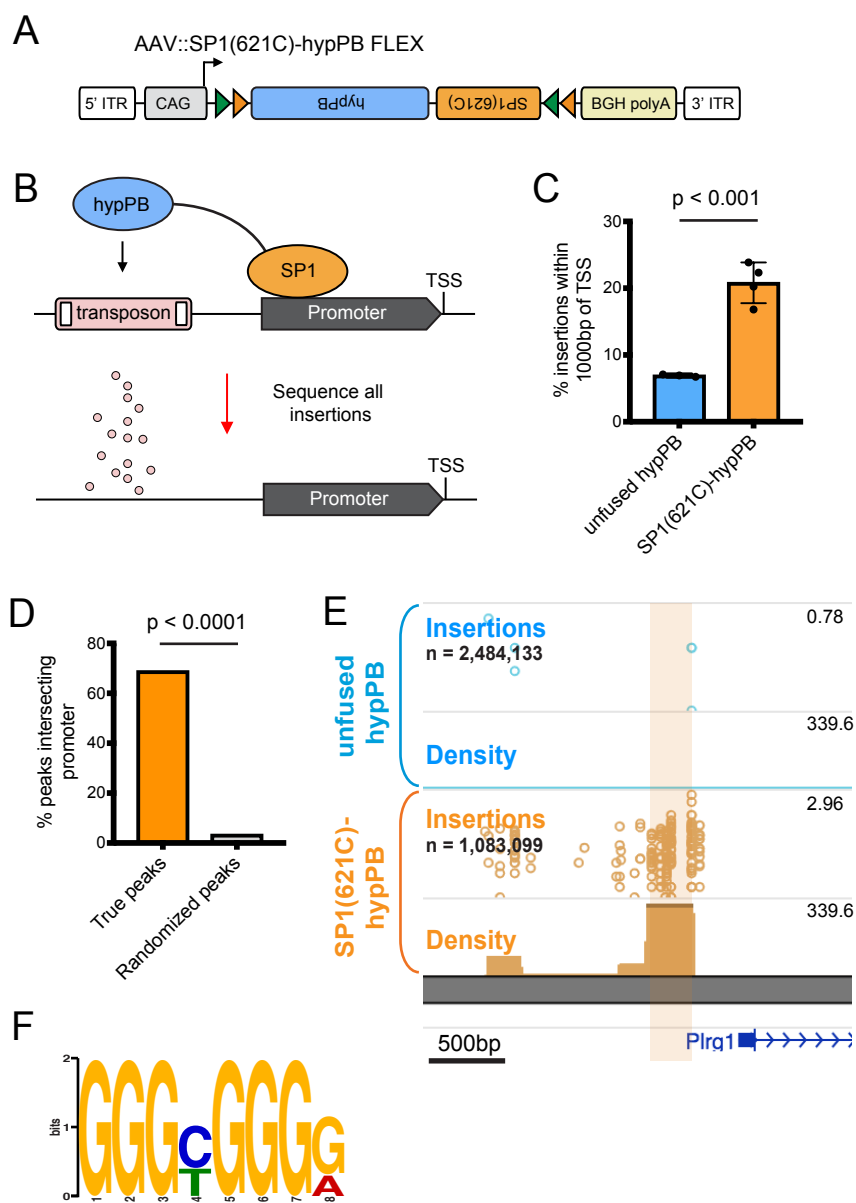 A
AAV::SP1(621C)-hypPB FLEX
5' ITR
CAG
hypPB
SP1(621C)
BGH polyA
3' ITR
B
hypPB
SP1
TSS
transposon
Promoter
Sequence all
insertions
TSS
Promoter
C
p < 0.001
% insertions within
1000bp of TSS
30
20
10
0
unfused hypPB
SP1(621C)-hypPB
D
p < 0.0001
% peaks intersecting
promoter
80
60
40
20
0
True peaks
Randomized peaks
E
unfused
hypPB
Insertions
n = 2,484,133
0.78
Density
339.6
SP1(621C)-
hypPB
Insertions
n = 1,083,099
2.96
Density
339.6
500bp
Plrg1
F
bits
2
1
0
GGGCGGGG
T A
1 2 3 4 5 6 7 8